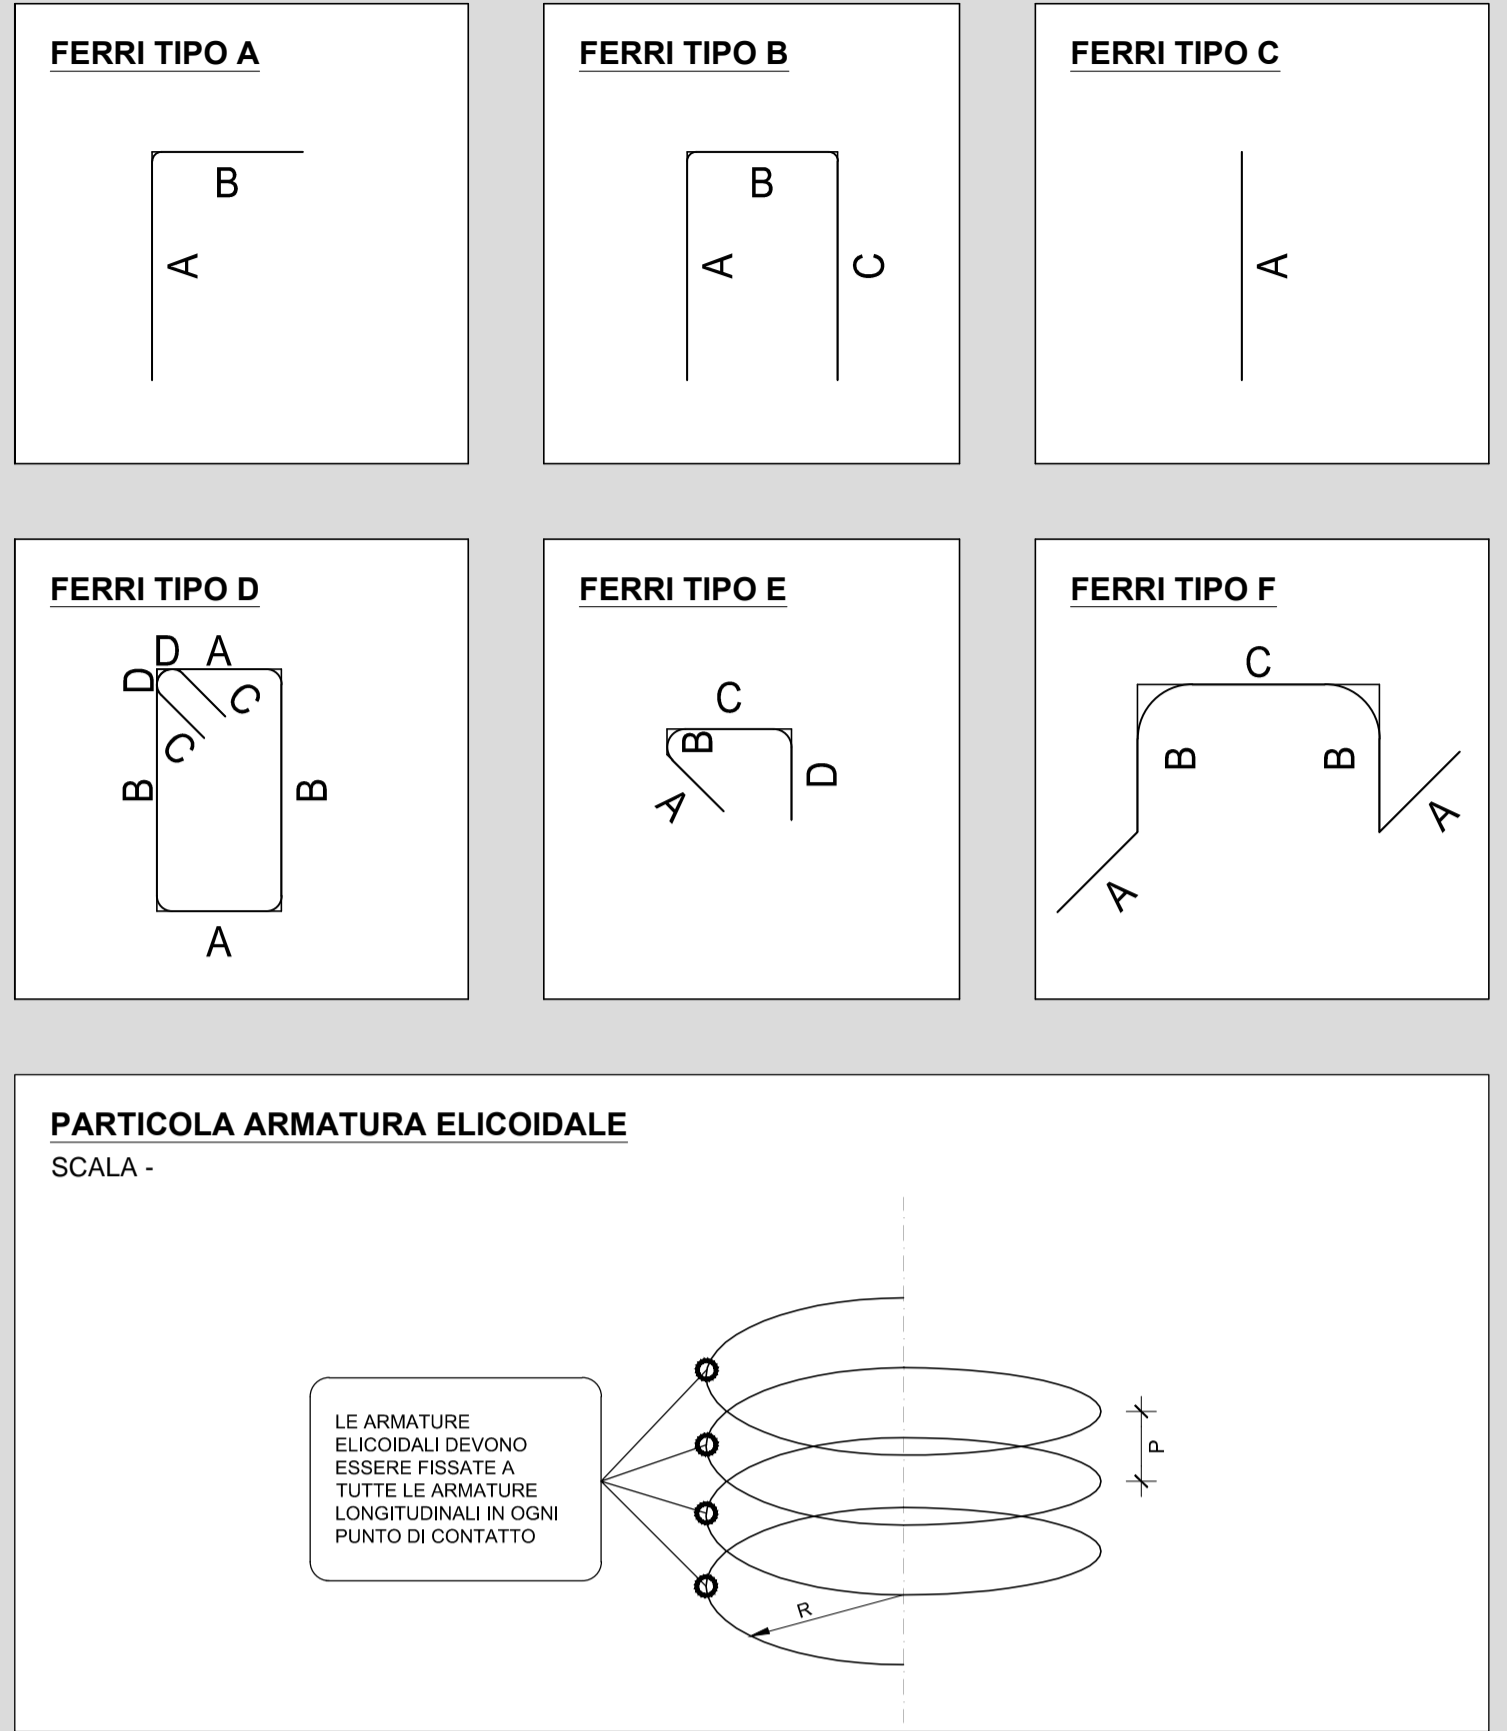 FERRI TIPO A
B
A
FERRI TIPO B
B
A
C
FERRI TIPO C
A
FERRI TIPO D
D A
D
C
C
B
B
A
FERRI TIPO E
C
B
D
A
FERRI TIPO F
C
B
B
A
A
PARTICOLA ARMATURA ELICOIDALE
SCALA -
LE ARMATURE
ELICOIDALI DEVONO
ESSERE FISSATE A
TUTTE LE ARMATURE
LONGITUDINALI IN OGNI
PUNTO DI CONTATTO
P
R